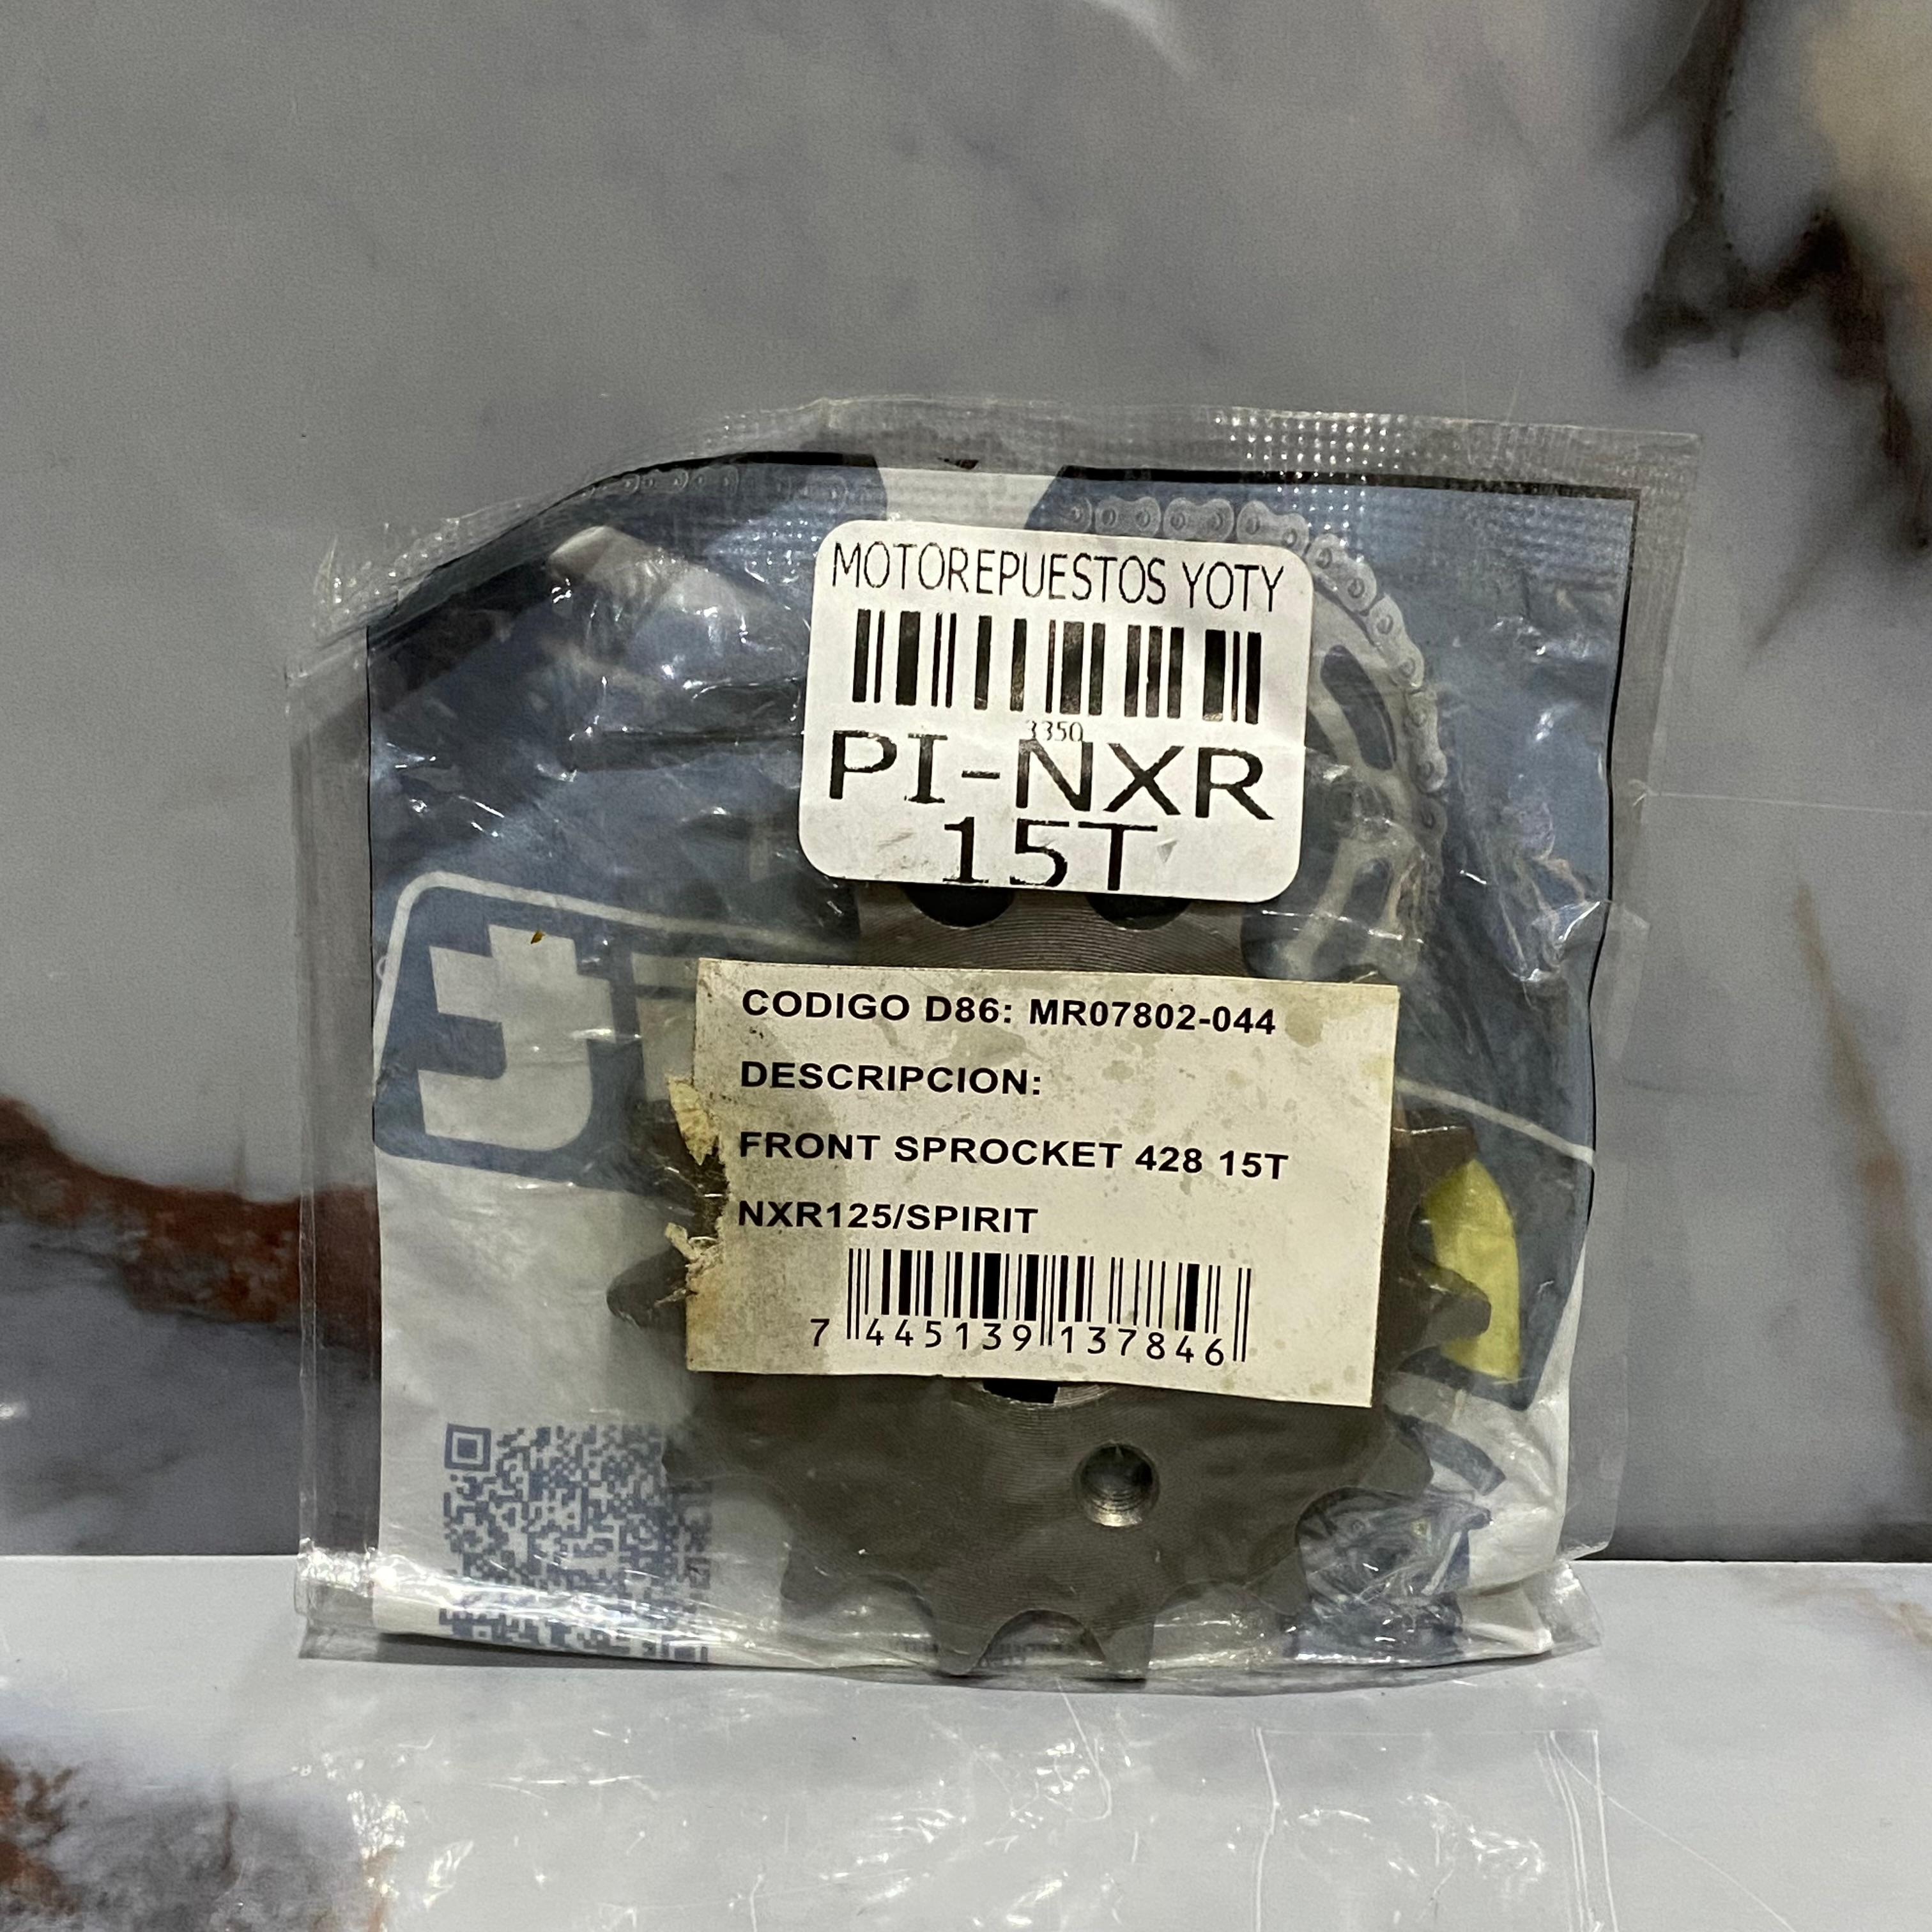 MOTOREPUESTOS YOTY
3350
PI-NXR
15T
CODIGO D86: MR07802-044
DESCRIPCION:
FRONT SPROCKET 428 15T
NXR125/SPIRIT
7 445139 137846